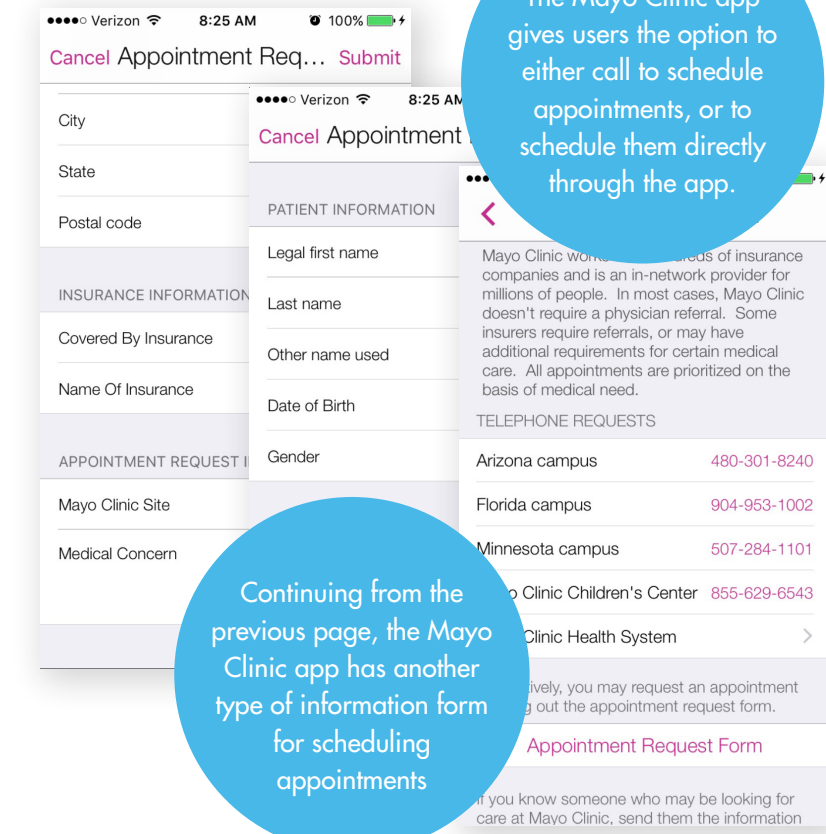 ●●●●○ Verizon 8:25 AM 100%
Cancel Appointment Req... Submit
City
State
Postal code
INSURANCE INFORMATION
Covered By Insurance
Name Of Insurance
APPOINTMENT REQUEST I
Mayo Clinic Site
Medical Concern
●●●●○ Verizon 8:25 AM
Cancel Appointment
PATIENT INFORMATION
Legal first name
Last name
Other name used
Date of Birth
Gender
The Mayo Clinic app
gives users the option to
either call to schedule
appointments, or to
schedule them directly
through the app.
Mayo Clinic of insurance
companies and is an in-network provider for
millions of people. In most cases, Mayo Clinic
doesn't require a physician referral. Some
insurers require referrals, or may have
additional requirements for certain medical
care. All appointments are prioritized on the
basis of medical need.
TELEPHONE REQUESTS
Arizona campus 480-301-8240
Florida campus 904-953-1002
Minnesota campus 507-284-1101
Clinic Children's Center 855-629-6543
Clinic Health System
you may request an appointment
out the appointment request form.
Appointment Request Form
If you know someone who may be looking for
care at Mayo Clinic, send them the information
Continuing from the
previous page, the Mayo
Clinic app has another
type of information form
for scheduling
appointments